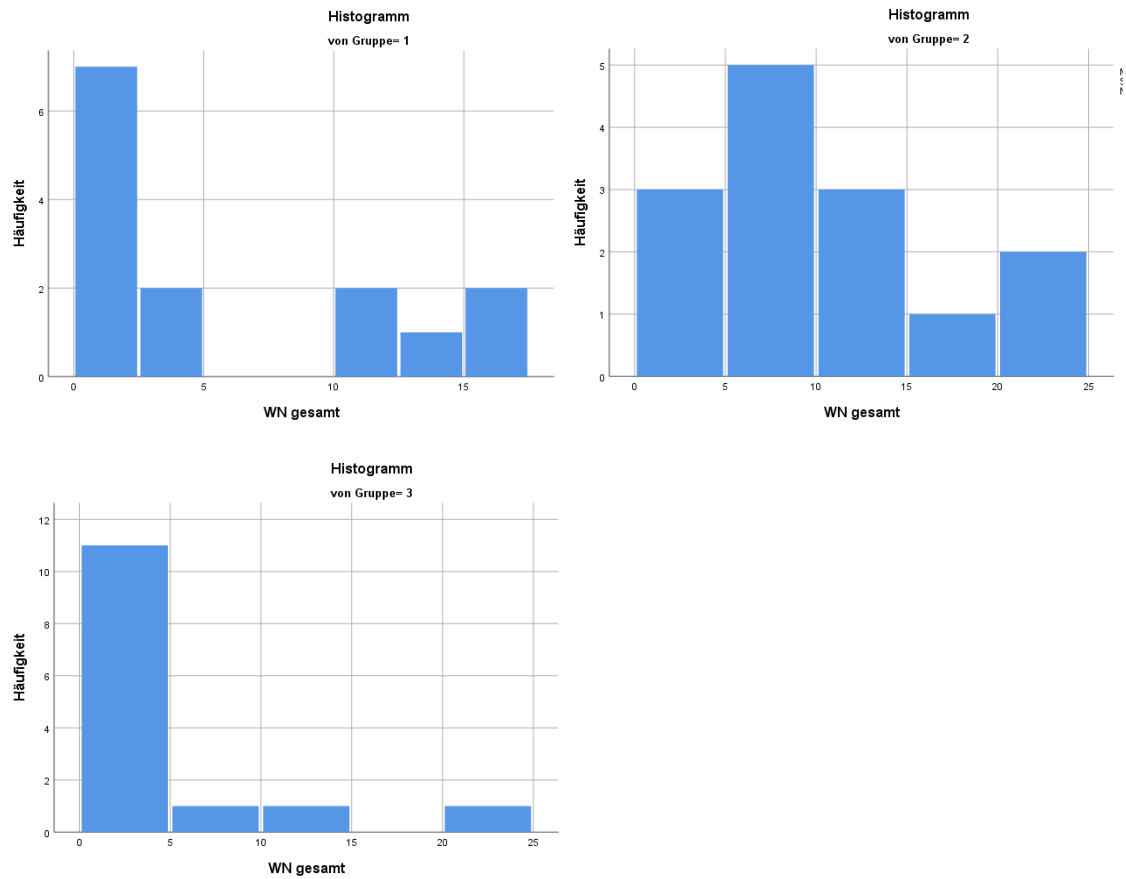 Histogramm
von Gruppe= 1
Häufigkeit
6
4
2
0
0 5 10 15
WN gesamt
Histogramm
von Gruppe= 2
Häufigkeit
5
4
3
2
1
0
0 5 10 15 20 25
WN gesamt
Histogramm
von Gruppe= 3
Häufigkeit
12
10
8
6
4
2
0
0 5 10 15 20 25
WN gesamt